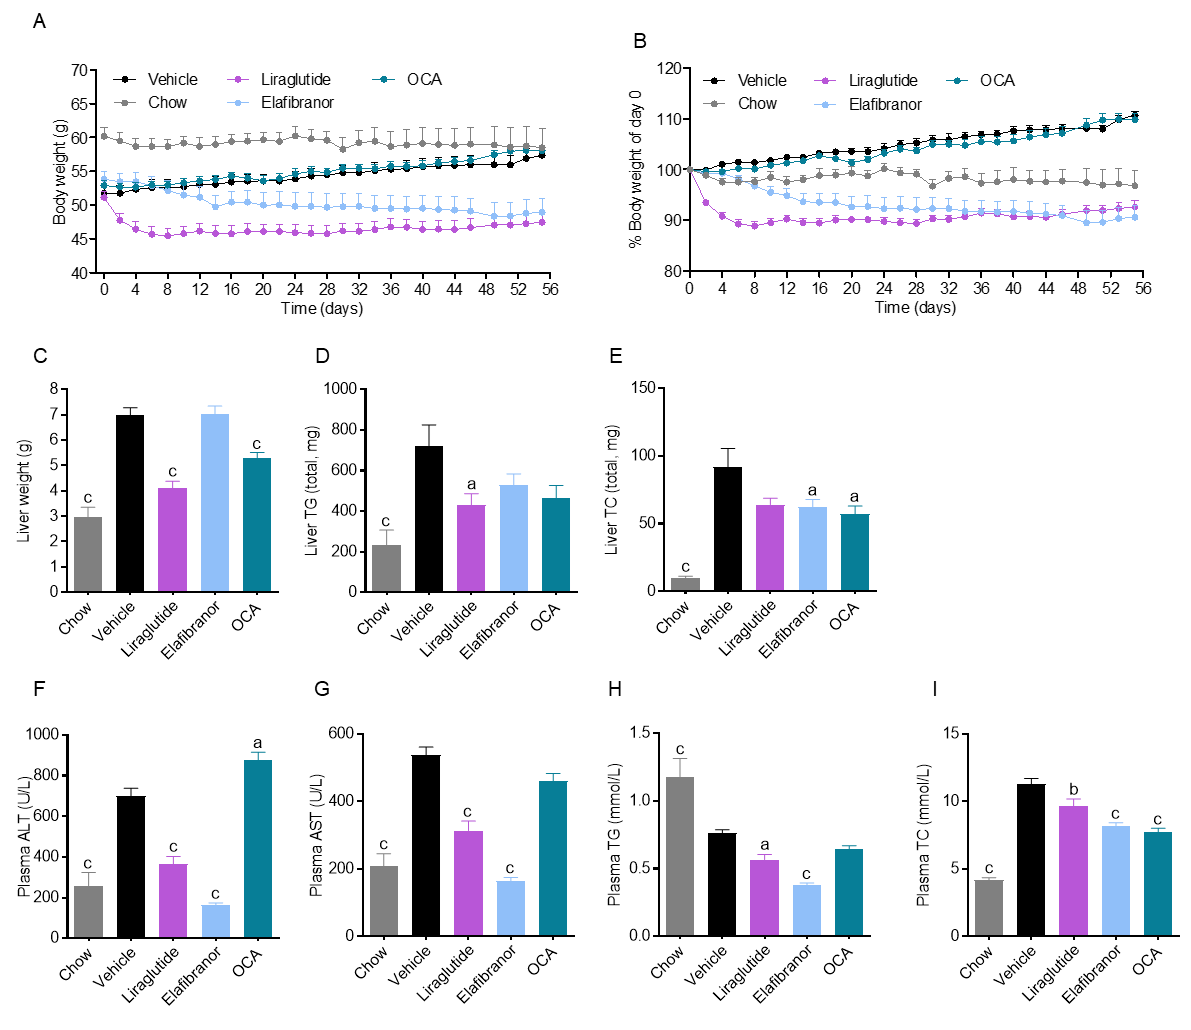 A
Vehicle Liraglutide OCA
Chow Elafibranor
Body weight (g)
70
65
60
55
50
45
40
0 4 8 12 16 20 24 28 32 36 40 44 48 52 56
Time (days)
B
Vehicle Liraglutide OCA
Chow Elafibranor
% Body weight of day 0
120
110
100
90
80
0 4 8 12 16 20 24 28 32 36 40 44 48 52 56
Time (days)
C
Liver weight (g)
8
7
6
5
4
3
2
1
0
c c c
Chow Vehicle Liraglutide Elafibranor OCA
D
Liver TG (total, mg)
1000
800
600
400
200
0
c a
Chow Vehicle Liraglutide Elafibranor OCA
E
Liver TC (total, mg)
150
100
50
0
c a a
Chow Vehicle Liraglutide Elafibranor OCA
F
Plasma ALT (U/L)
1000
800
600
400
200
0
c c c a
Chow Vehicle Liraglutide Elafibranor OCA
G
Plasma AST (U/L)
600
400
200
0
c c c
Chow Vehicle Liraglutide Elafibranor OCA
H
Plasma TG (mmol/L)
1.5
1.0
0.5
0.0
c a c
Chow Vehicle Liraglutide Elafibranor OCA
I
Plasma TC (mmol/L)
15
10
5
0
c b c c
Chow Vehicle Liraglutide Elafibranor OCA